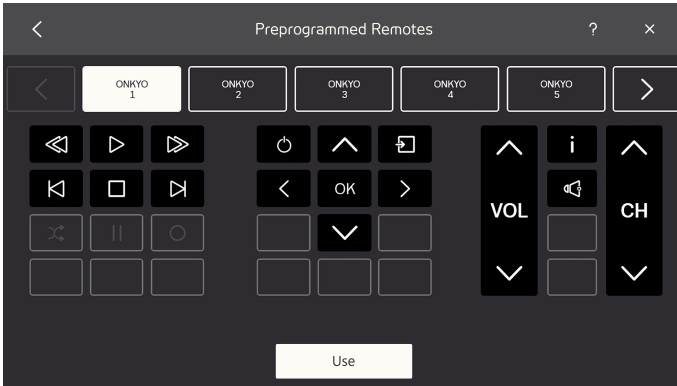 Preprogrammed Remotes ?
ONKYO
1
ONKYO
2
ONKYO
3
ONKYO
4
ONKYO
5
i
OK
VOL
CH
Use